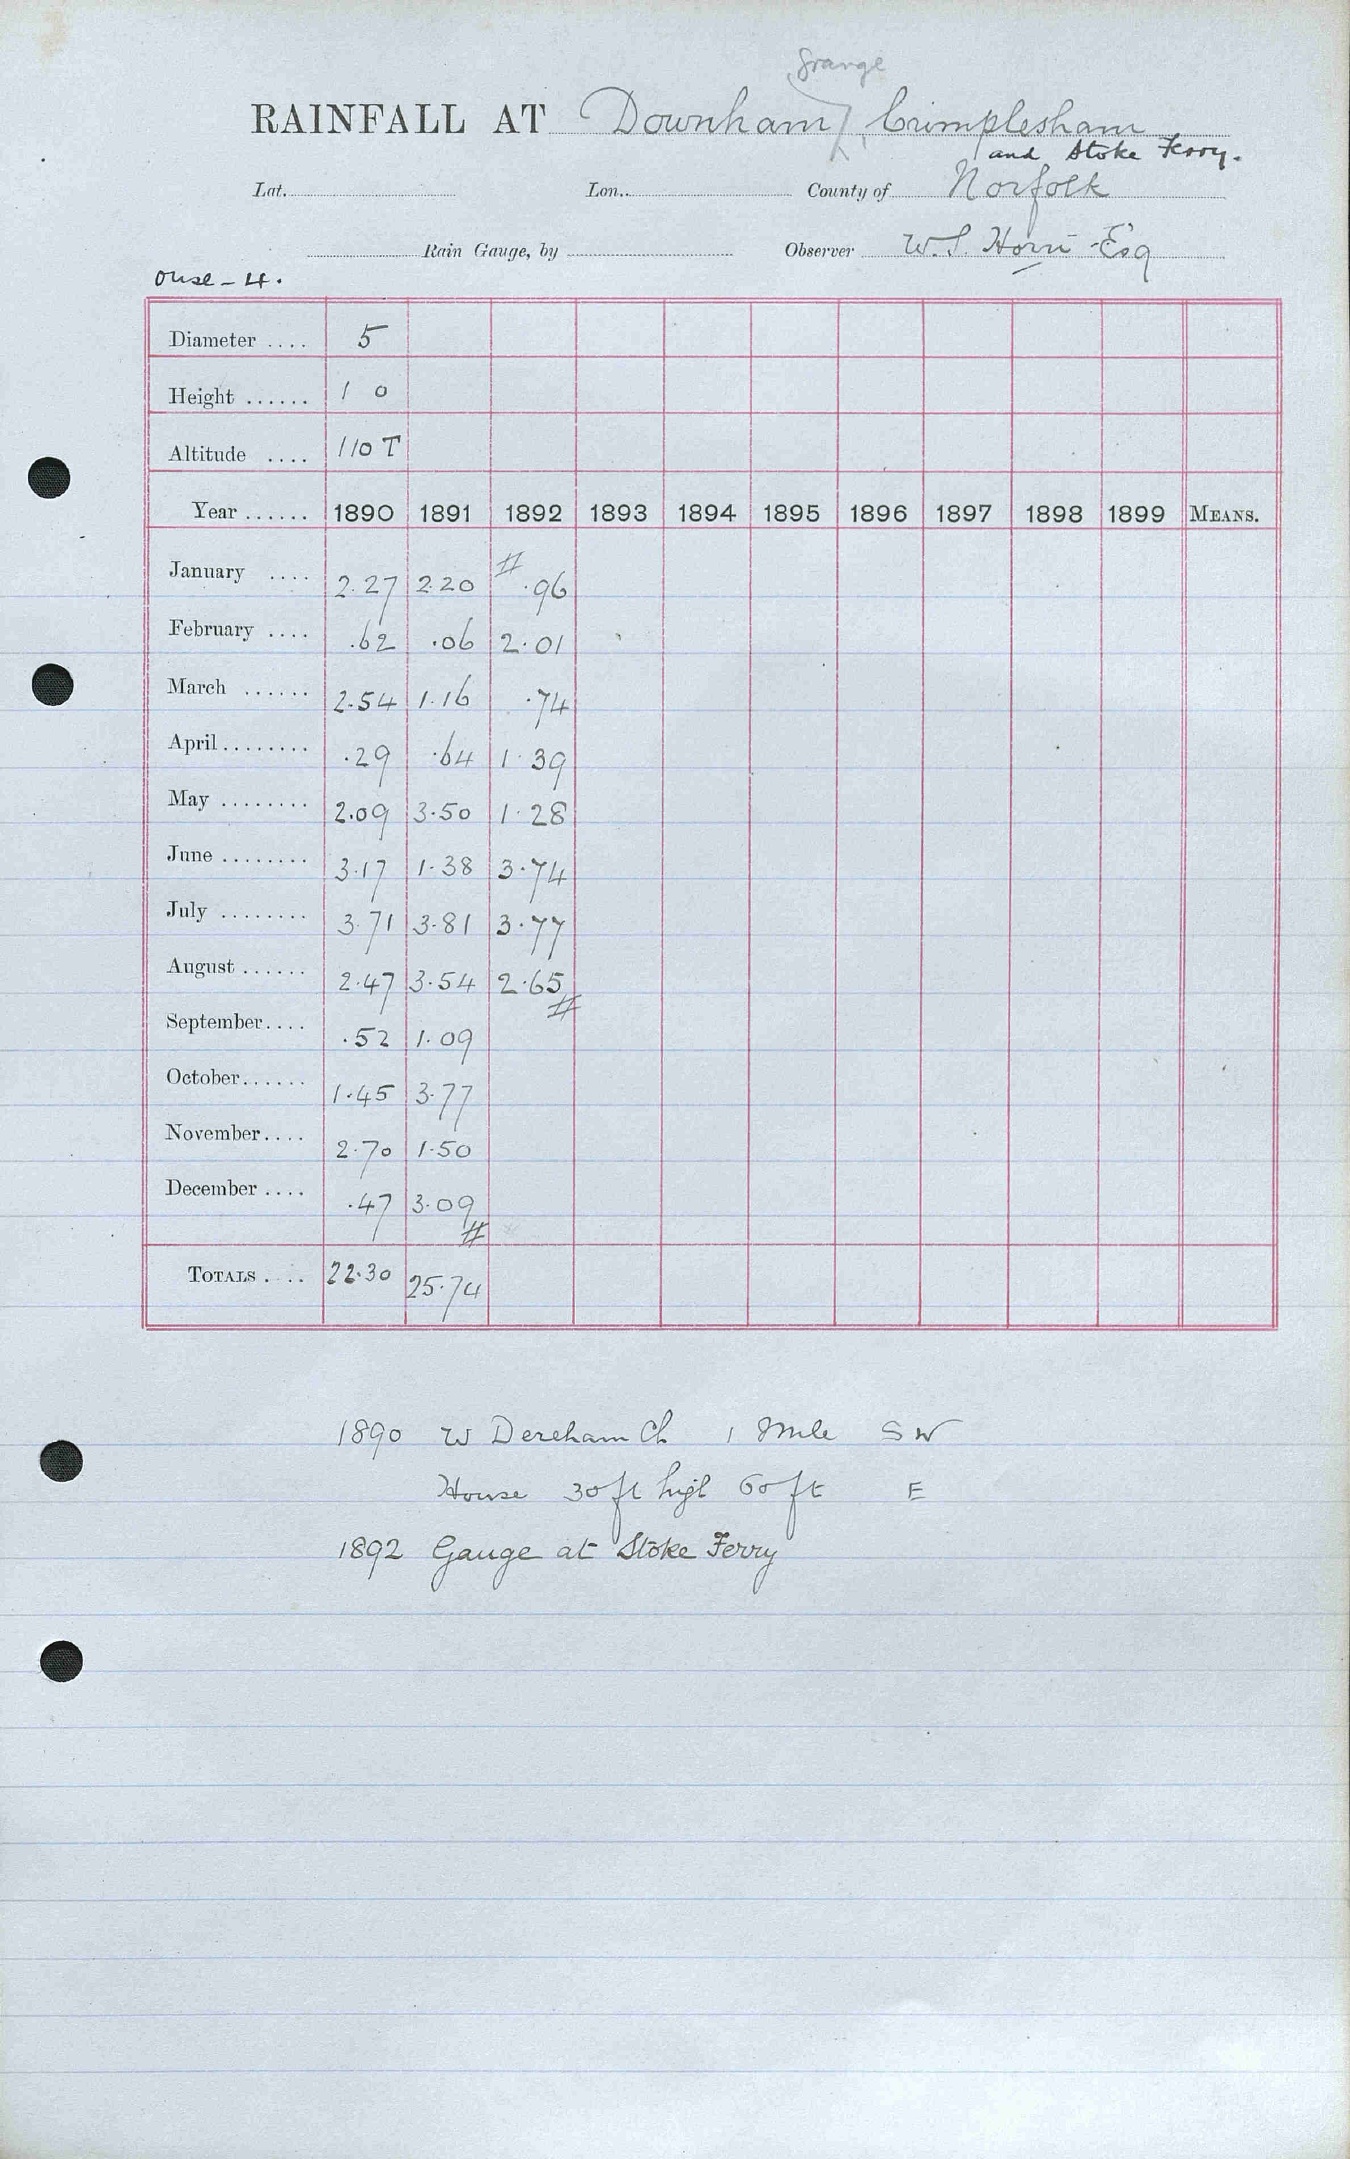 Grange
RAINFALL AT Downham, Crimplesham
and Stoke Ferry.
Lat. Lon. County of Norfolk
Rain Gauge, by Observer W. S. Esq
Ouse - 4.
Diameter .... 5
Height ...... 1 0
Altitude .... 110 T
Year ...... 1890 1891 1892 1893 1894 1895 1896 1897 1898 1899 MEANS.
January .... 2.27 2.20 # .96
February .... .62 .06 2.01
March ...... 2.54 1.16 .74
April ........ .29 .64 1.39
May ........ 2.09 3.50 1.28
June ........ 3.17 1.38 3.74
July ........ 3.71 3.81 3.77
August ...... 2.47 3.54 2.65 #
September.... .52 1.09
October...... 1.45 3.77
November.... 2.70 1.50
December .... .47 3.09 #
TOTALS .... 22.30 25.74
1890 W Dereham Ch 1 Mile SW
House 30 ft high 60 ft E
1892 Gauge at Stoke Ferry